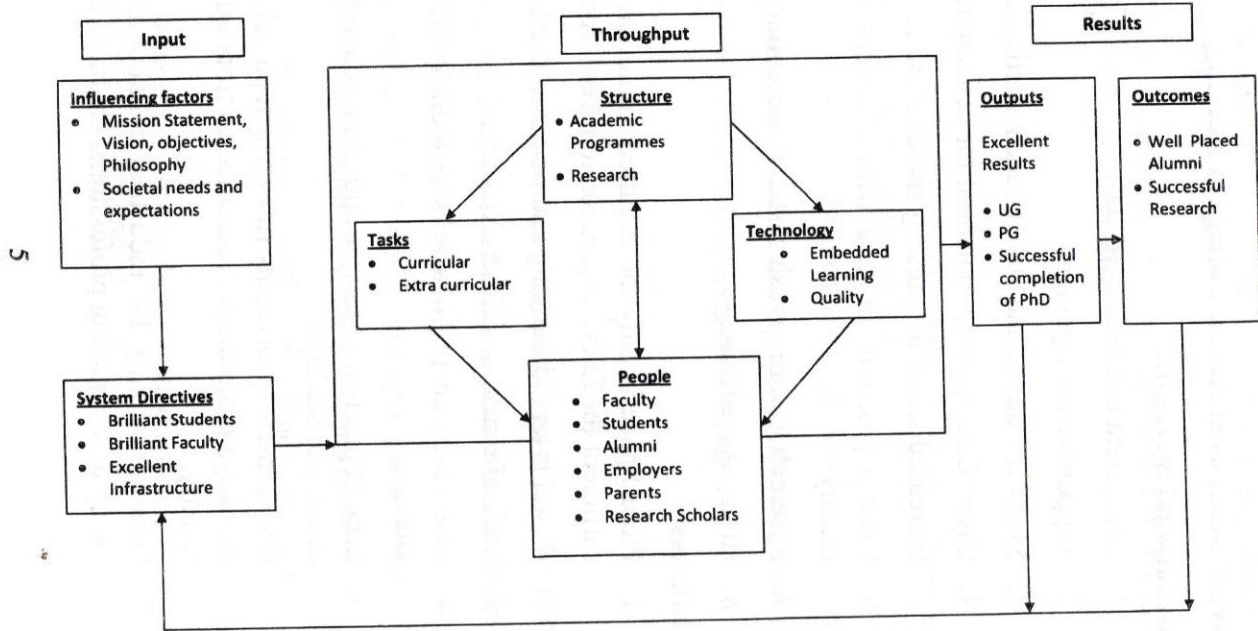 Input
Throughput
Results
Influencing factors
Mission Statement,
Vision, objectives,
Philosophy
Societal needs and
expectations
System Directives
Brilliant Students
Brilliant Faculty
Excellent
Infrastructure
Structure
Academic
Programmes
Research
Tasks
Curricular
Extra curricular
Technology
Embedded
Learning
Quality
People
Faculty
Students
Alumni
Employers
Parents
Research Scholars
Outputs
Excellent
Results
UG
PG
Successful
completion
of PhD
Outcomes
Well Placed
Alumni
Successful
Research
5